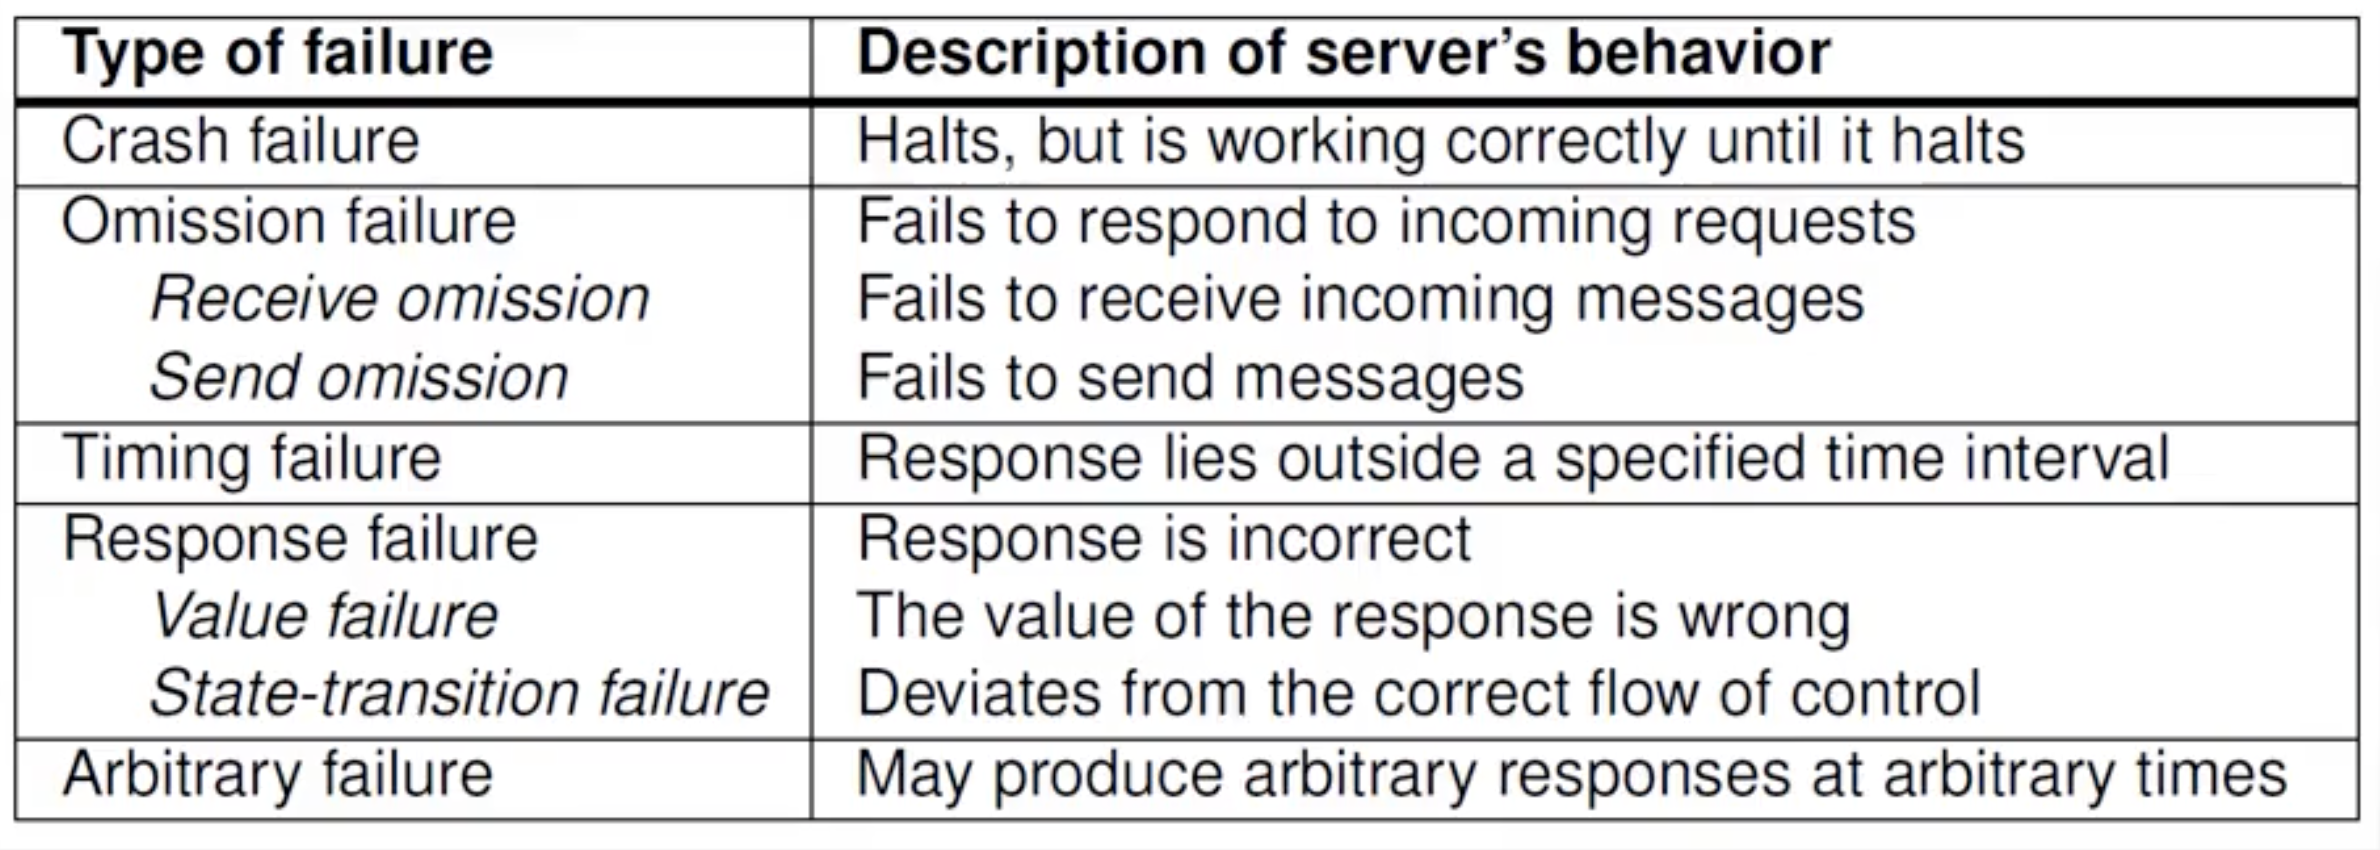 Type of failure Description of server's behavior
Crash failure Halts, but is working correctly until it halts
Omission failure Fails to respond to incoming requests
Receive omission Fails to receive incoming messages
Send omission Fails to send messages
Timing failure Response lies outside a specified time interval
Response failure Response is incorrect
Value failure The value of the response is wrong
State-transition failure Deviates from the correct flow of control
Arbitrary failure May produce arbitrary responses at arbitrary times